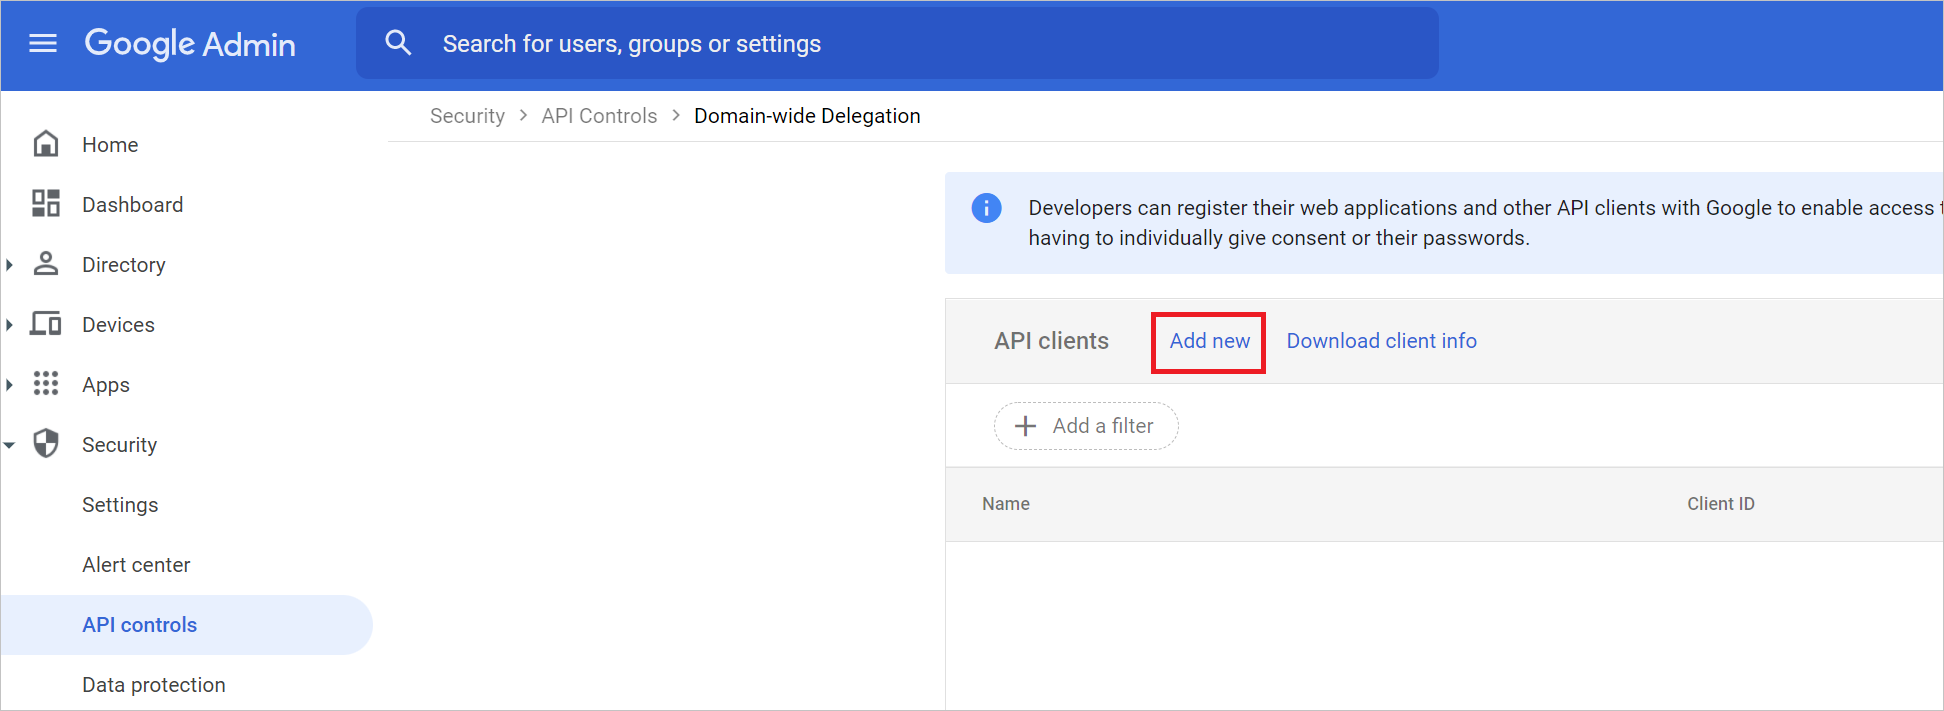 Google Admin
Search for users, groups or settings
Security > API Controls > Domain-wide Delegation
Home
Dashboard
Directory
Devices
Apps
Security
Settings
Alert center
API controls
Data protection
Developers can register their web applications and other API clients with Google to enable access
having to individually give consent or their passwords.
API clients Add new Download client info
Add a filter
Name Client ID